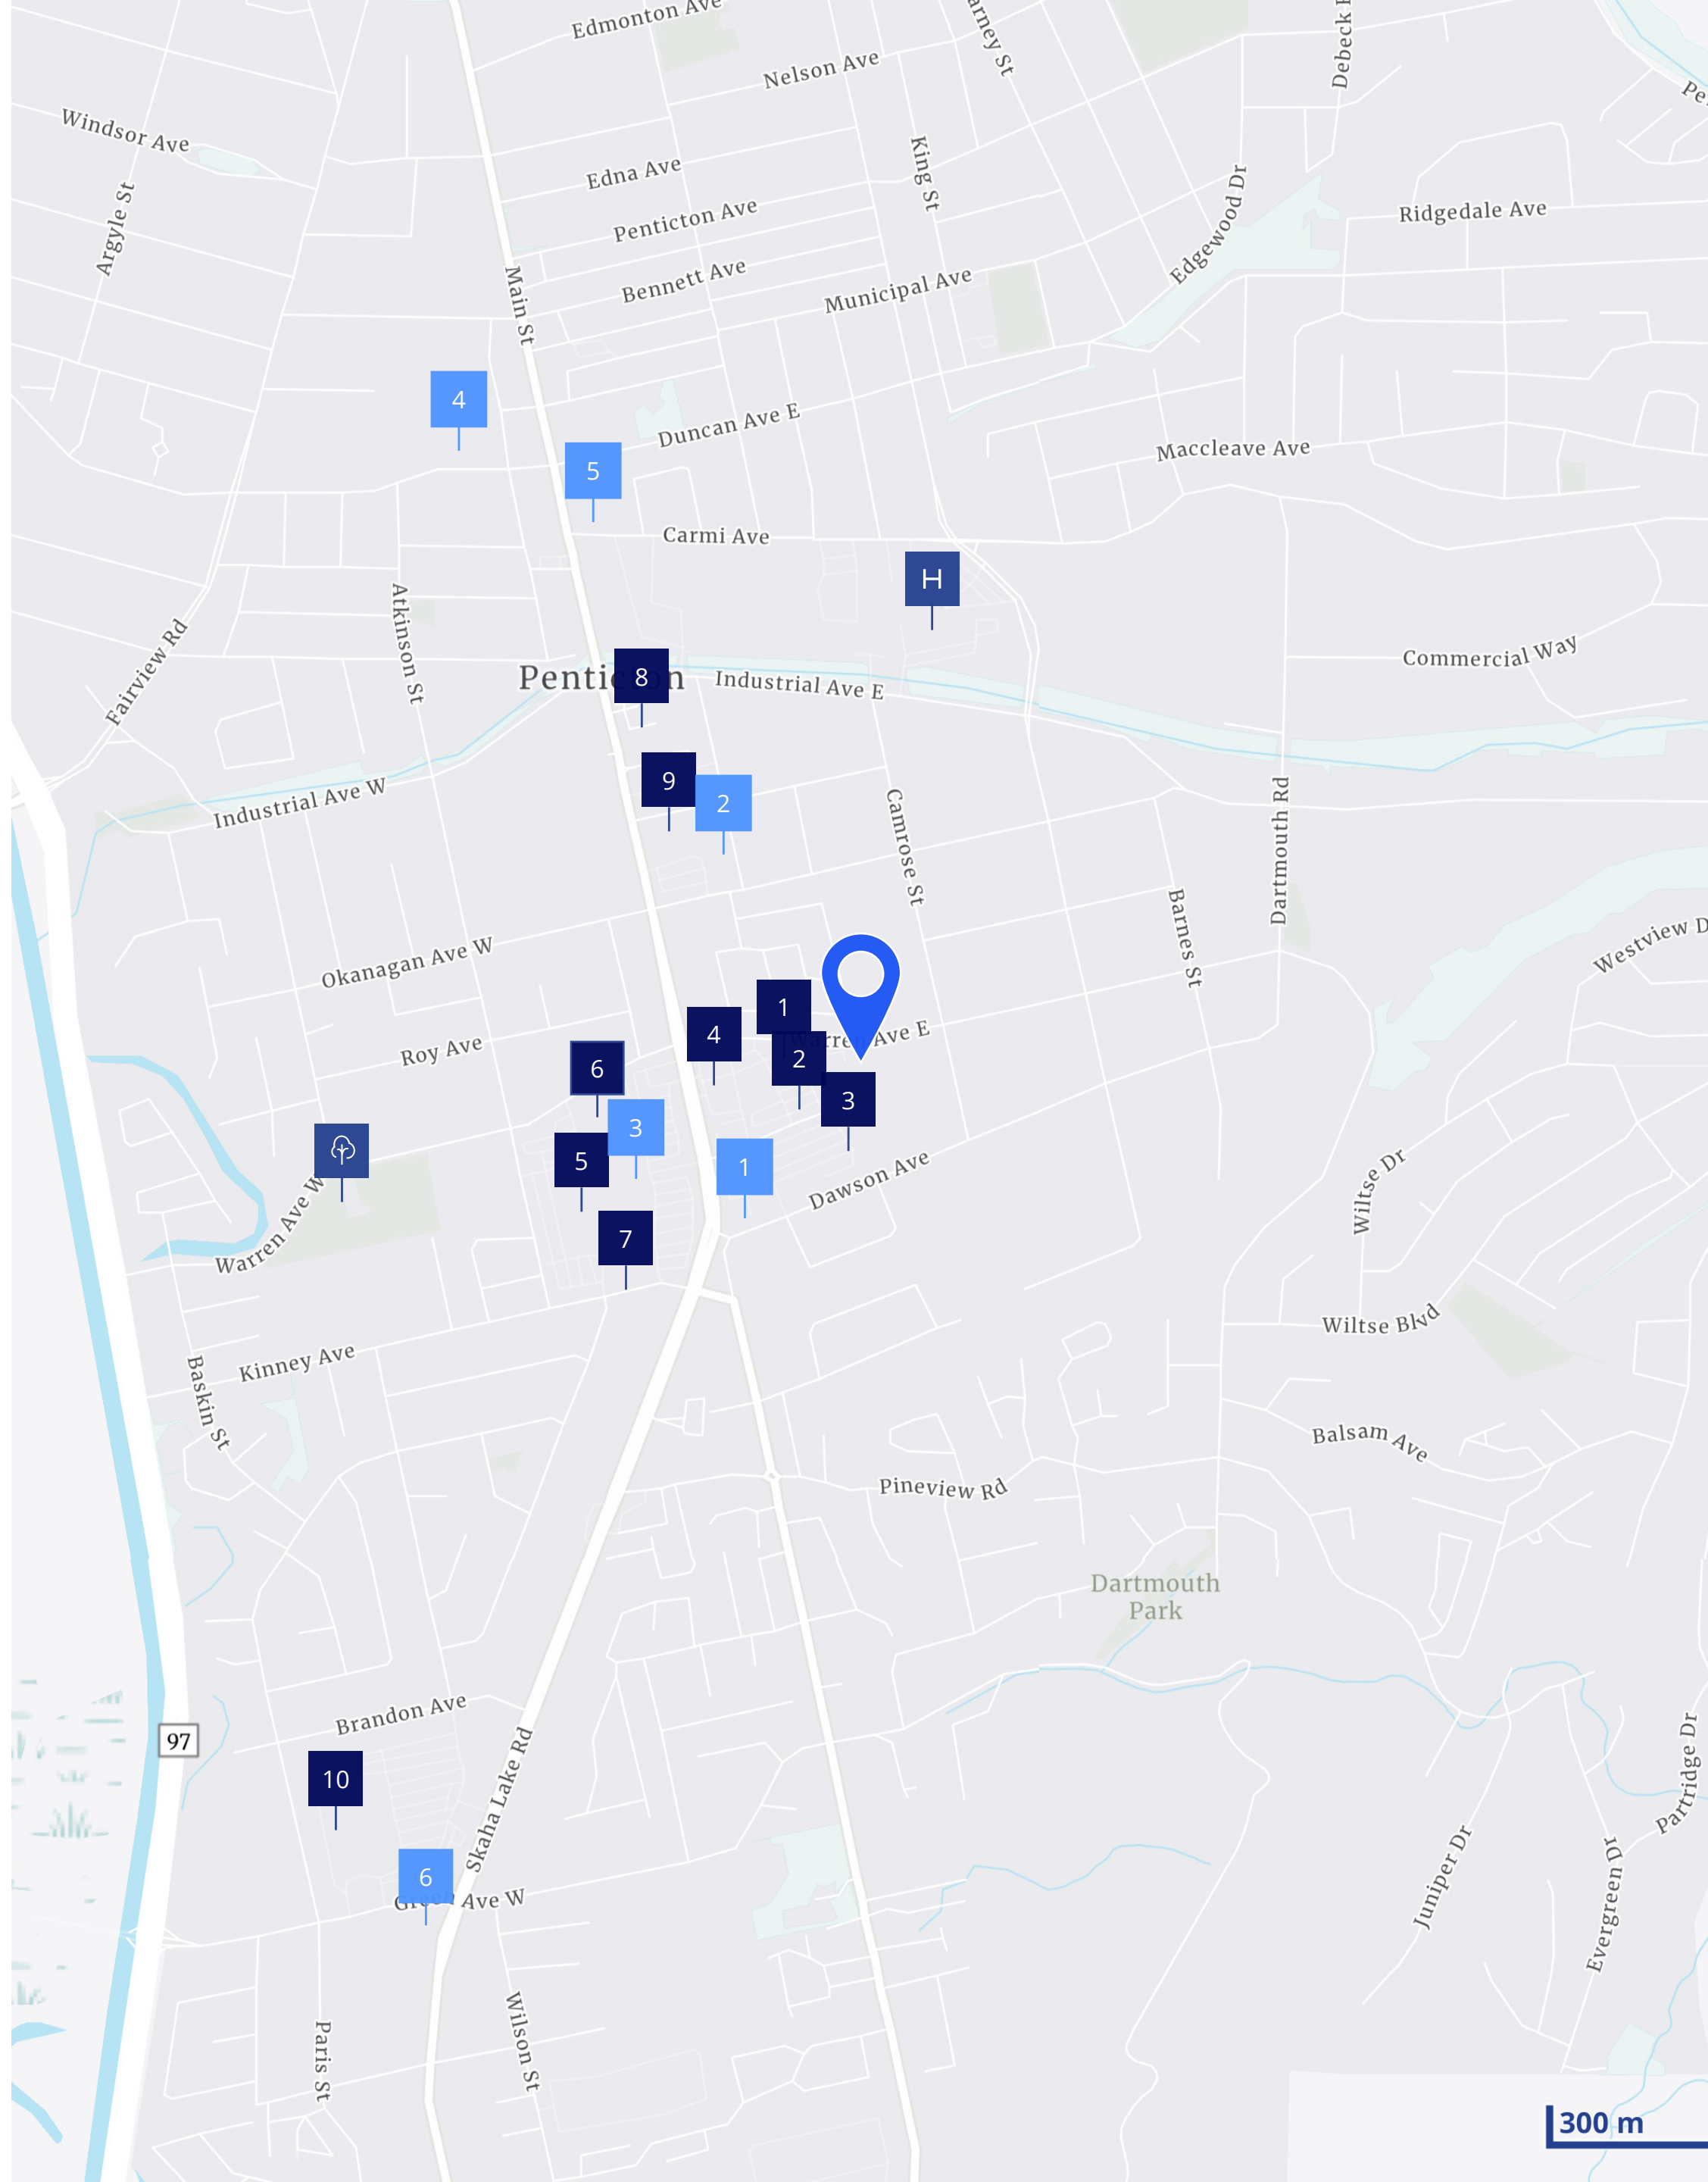 Edmonton Ave
Nelson Ave
Windsor Ave
Edna Ave
King St
Argyle St
Penticton Ave
Edgewood Dr
Ridgedale Ave
Bennett Ave
Municipal Ave
Main St
4
Duncan Ave E
Maccleave Ave
5
Carmi Ave
H
Atkinson St
Fairview Rd
Penticton
8
Industrial Ave E
Commercial Way
9
2
Industrial Ave W
Camrose St
Dartmouth Rd
Barnes St
Okanagan Ave W
Westview D
1
4
Warren Ave E
Roy Ave
2
6
3
3
5
1
Dawson Ave
Warren Ave W
Wiltse Dr
7
Wiltse Blvd
Kinney Ave
Baskin St
Balsam Ave
Pineview Rd
Dartmouth
Park
Brandon Ave
97
10
Skaha Lake Rd
Partridge Dr
Juniper Dr
Evergreen Dr
6
Green Ave W
Wilson St
Paris St
300 m